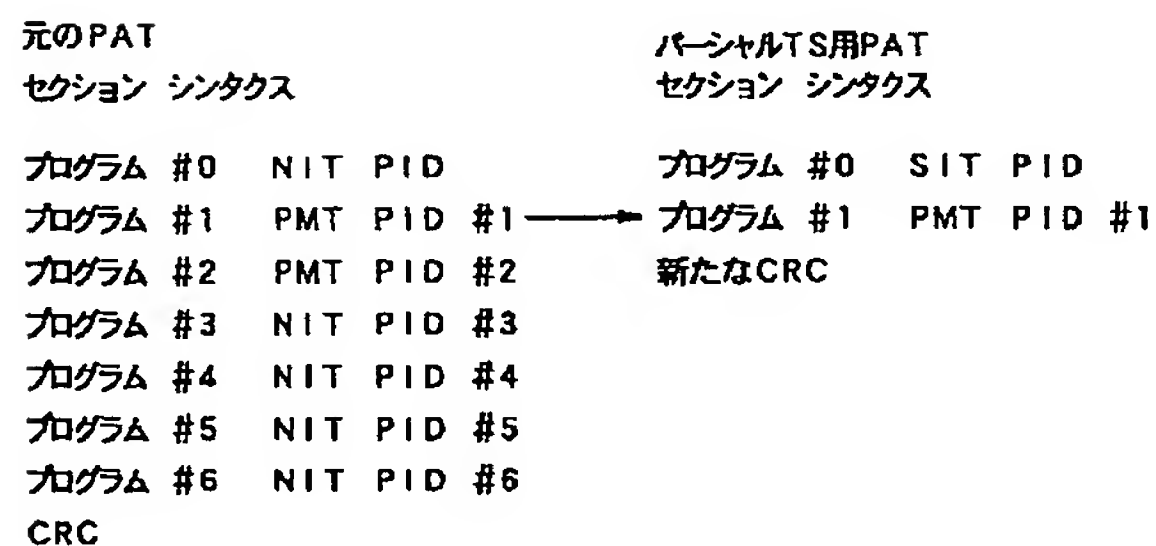 元のPAT
セクション シンタクス
プログラム #0 NIT PID
プログラム #1 PMT PID #1
プログラム #2 PMT PID #2
プログラム #3 NIT PID #3
プログラム #4 NIT PID #4
プログラム #5 NIT PID #5
プログラム #6 NIT PID #6
CRC
パーシャルTS用PAT
セクション シンタクス
プログラム #0 SIT PID
プログラム #1 PMT PID #1
新たなCRC